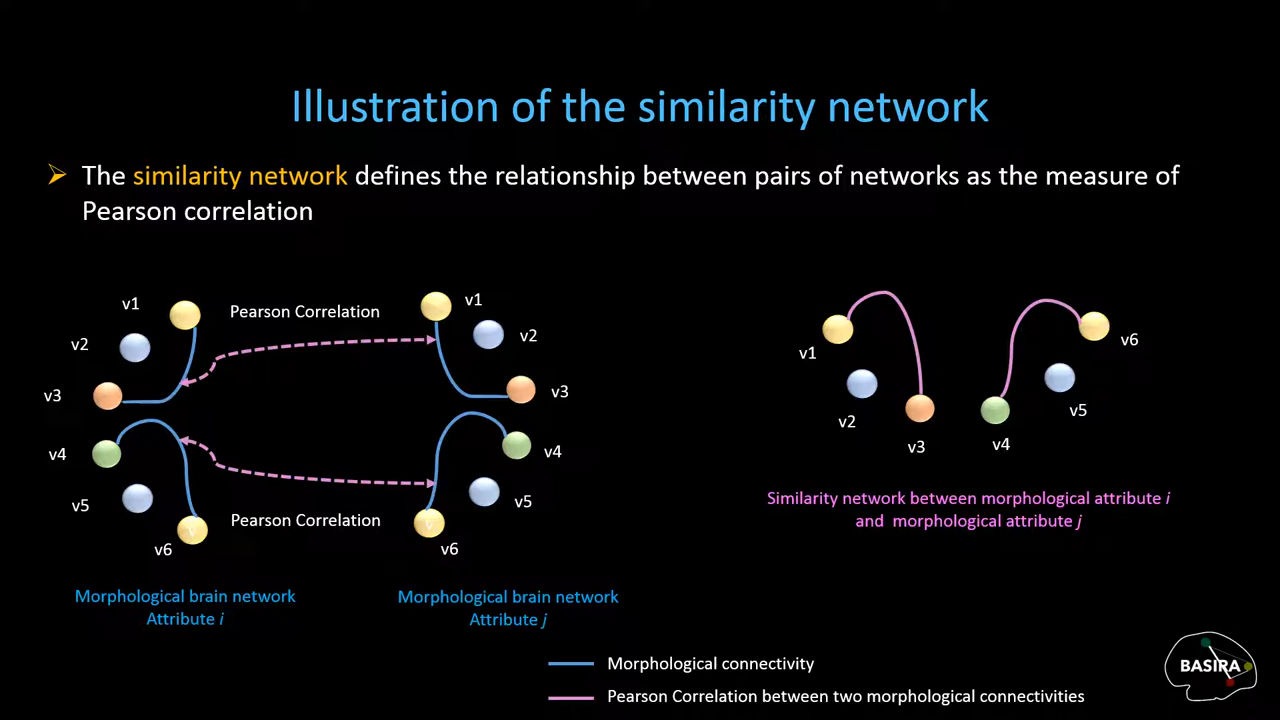 Illustration of the similarity network
The similarity network defines the relationship between pairs of networks as the measure of
Pearson correlation
v1
v2
v3
v4
v5
v6
Pearson Correlation
Pearson Correlation
v1
v2
v3
v4
v5
v6
Morphological brain network
Attribute i
Morphological brain network
Attribute j
v1
v2
v3
v4
v5
v6
Similarity network between morphological attribute i
and morphological attribute j
Morphological connectivity
Pearson Correlation between two morphological connectivities
BASIRA